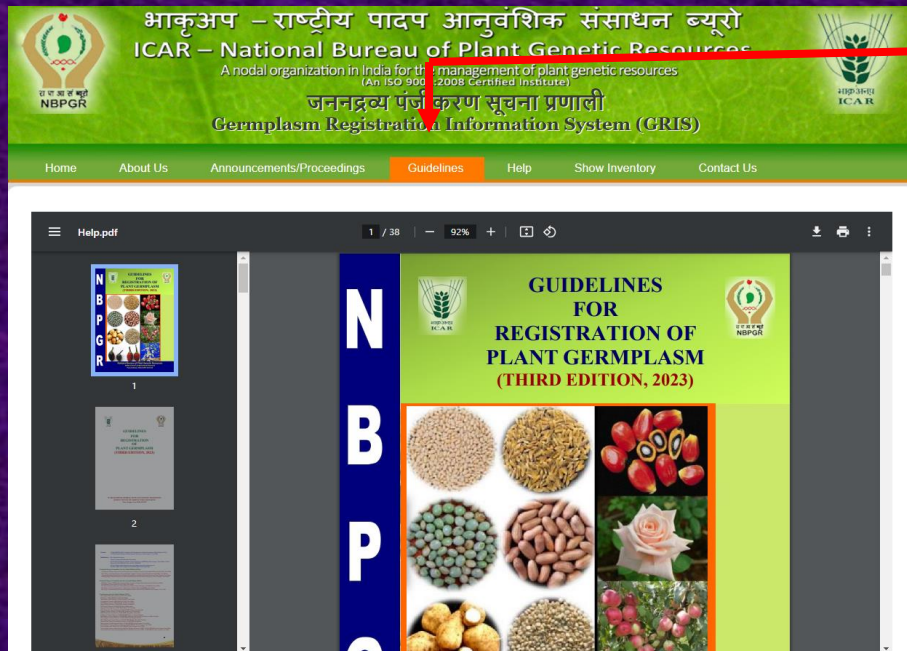 भाकृअप – राष्ट्रीय पादप आनुवंशिक संसाधन ब्यूरो
ICAR – National Bureau of Plant Genetic Resources
A nodal organization in India for the management of plant genetic resources
(An ISO 9001:2008 Certified Institute)
जननद्रव्य पंजीकरण सूचना प्रणाली
Germplasm Registration Information System (GRIS)
NBPGR
ICAR
Home About Us Announcements/Proceedings Guidelines Help Show Inventory Contact Us
Help.pdf 1 / 38 92%
1
2
N
B
P
ICAR
NBPGR
GUIDELINES
FOR
REGISTRATION OF
PLANT GERMPLASM
(THIRD EDITION, 2023)